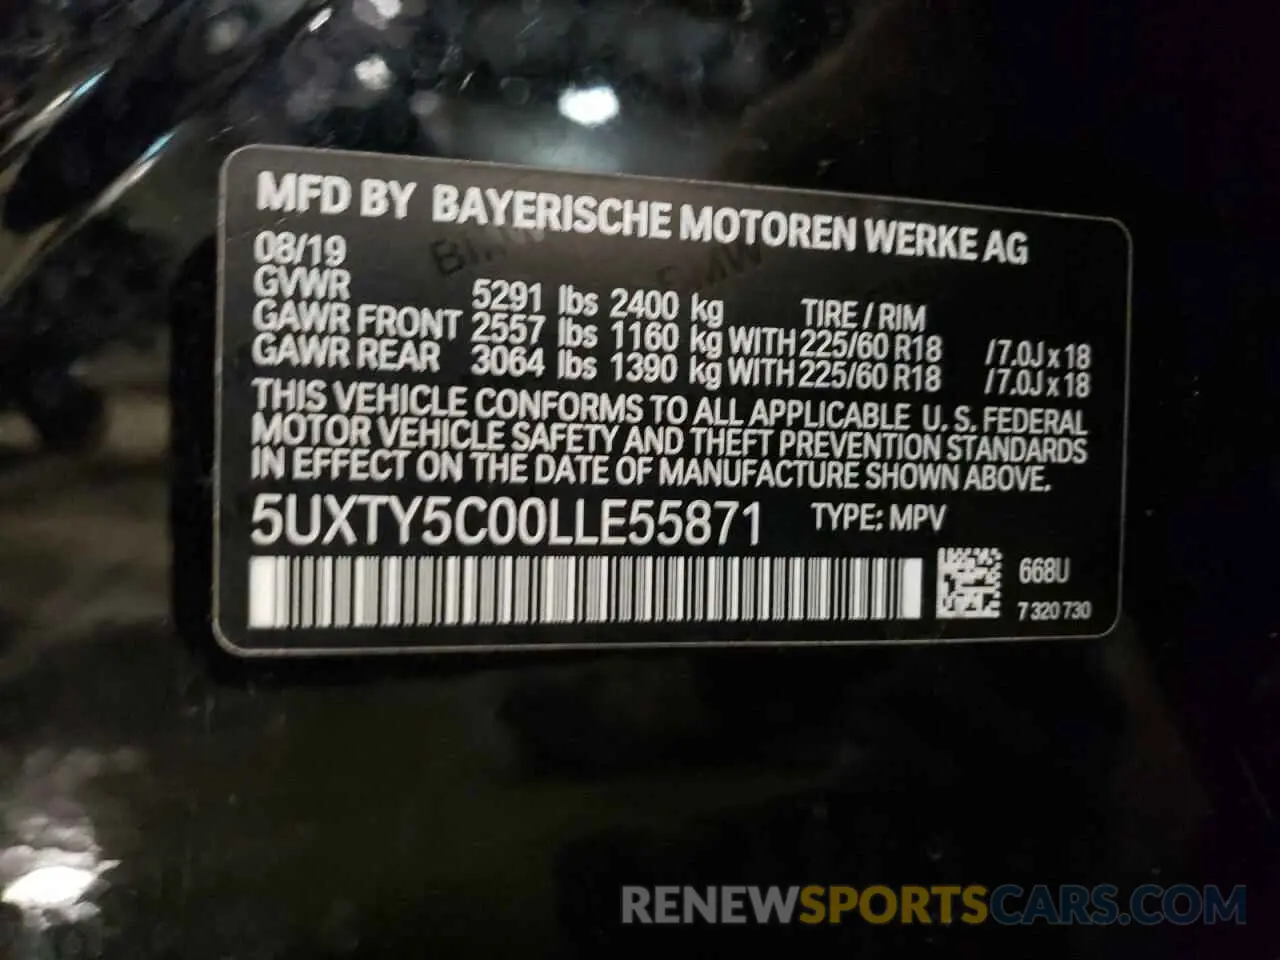 MFD BY BAYERISCHE MOTOREN WERKE AG
08/19
GVWR 5291 lbs 2400 kg TIRE / RIM
GAWR FRONT 2557 lbs 1160 kg WITH 225/60 R18 /7.0J x 18
GAWR REAR 3064 lbs 1390 kg WITH 225/60 R18 /7.0J x 18
THIS VEHICLE CONFORMS TO ALL APPLICABLE U.S. FEDERAL
MOTOR VEHICLE SAFETY AND THEFT PREVENTION STANDARDS
IN EFFECT ON THE DATE OF MANUFACTURE SHOWN ABOVE.
5UXTY5C00LLE55871 TYPE: MPV
668U
7 320 730
RENEWSPORTSCARS.COM